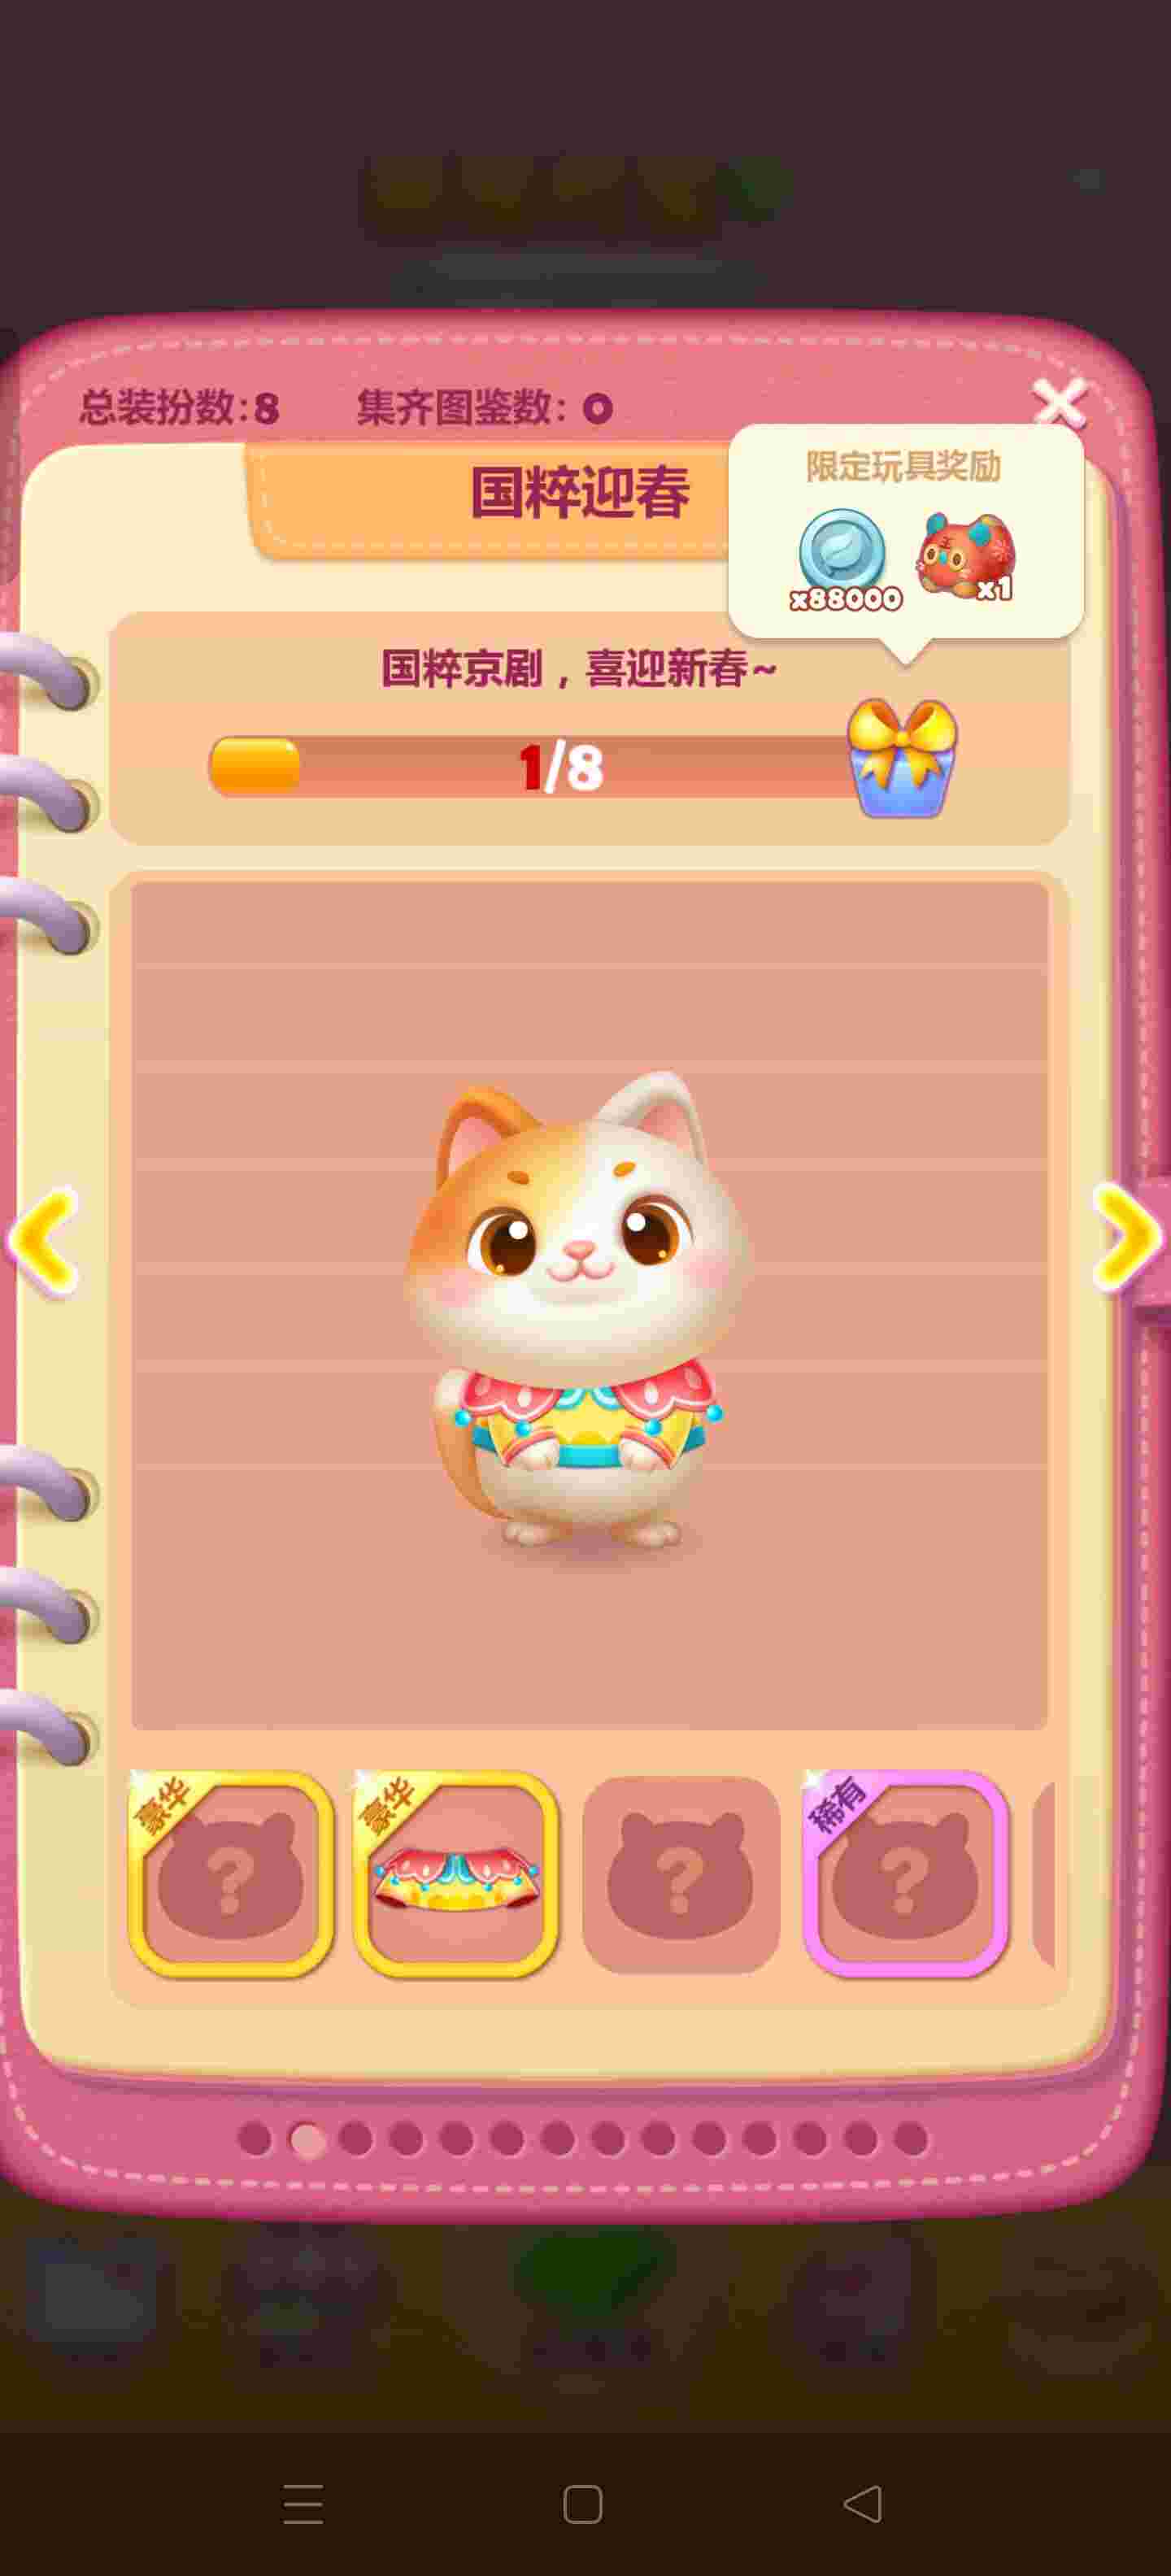 总装扮数:8 集齐图鉴数: 0
限定玩具奖励
国粹迎春
x88000 x1
国粹京剧，喜迎新春~
1/8
豪华 豪华 稀有
? ? ?